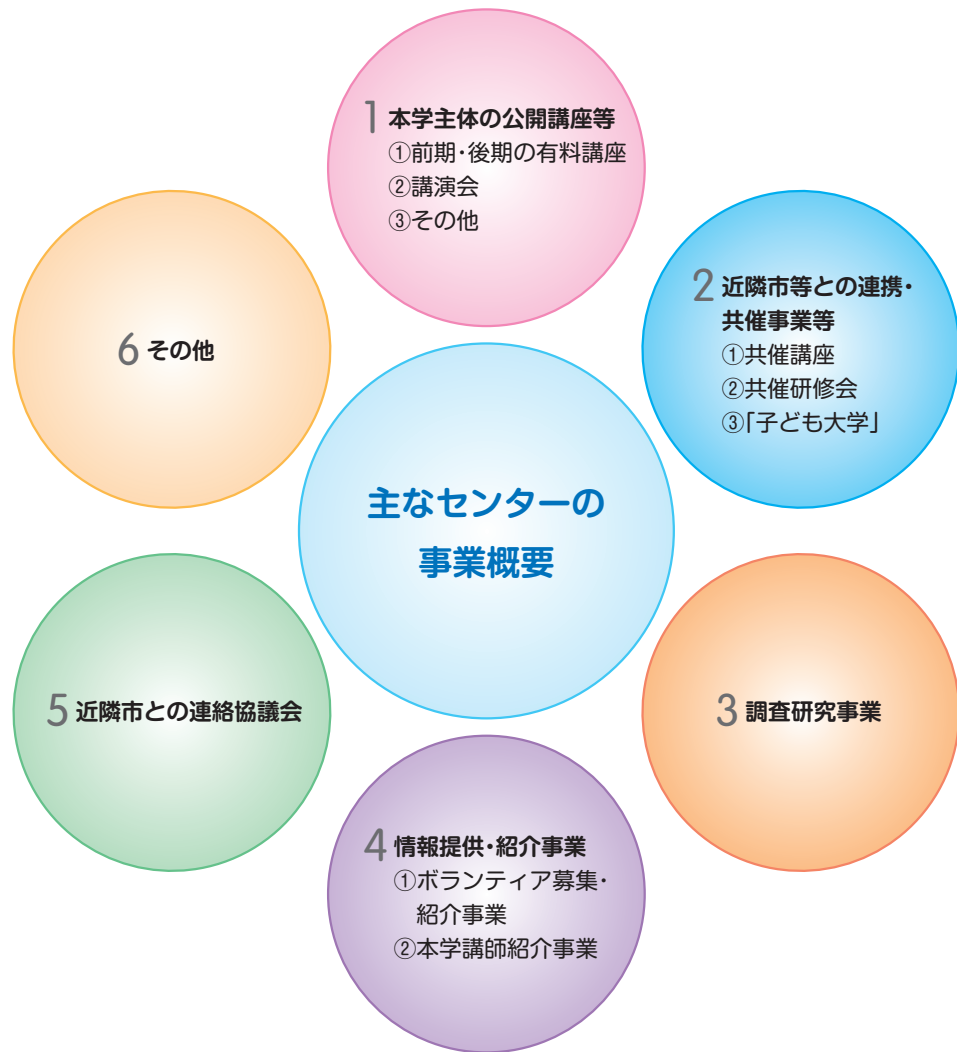 1 本学主体の公開講座等
①前期・後期の有料講座
②講演会
③その他
2 近隣市等との連携・
共催事業等
①共催講座
②共催研修会
③「子ども大学」
6 その他
主なセンターの
事業概要
5 近隣市との連絡協議会
3 調査研究事業
4 情報提供・紹介事業
①ボランティア募集・
紹介事業
②本学講師紹介事業